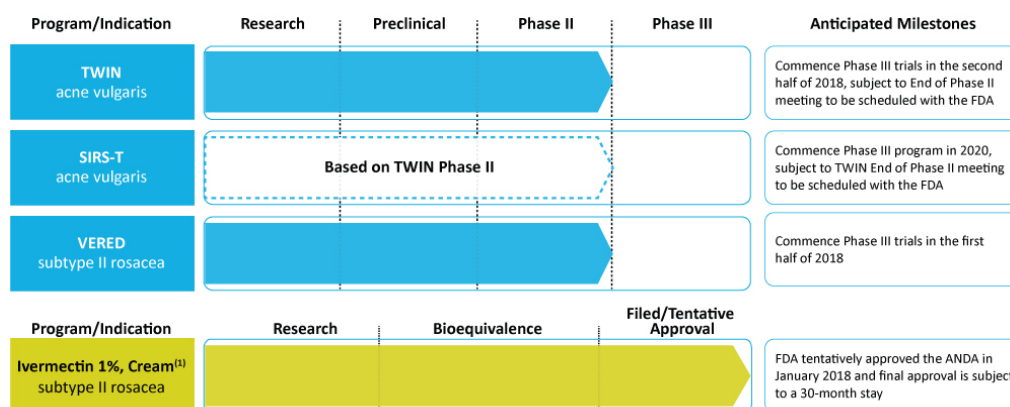 Program/Indication Research Preclinical Phase II Phase III Anticipated Milestones
TWIN
acne vulgaris
Commence Phase III trials in the second
half of 2018, subject to End of Phase II
meeting to be scheduled with the FDA
SIRS-T
acne vulgaris
Based on TWIN Phase II
Commence Phase III program in 2020,
subject to TWIN End of Phase II meeting
to be scheduled with the FDA
VERED
subtype II rosacea
Commence Phase III trials in the first
half of 2018
Program/Indication Research Bioequivalence Filed/Tentative
Approval
Ivermectin 1%, Cream(1)
subtype II rosacea
FDA tentatively approved the ANDA in
January 2018 and final approval is subject
to a 30-month stay